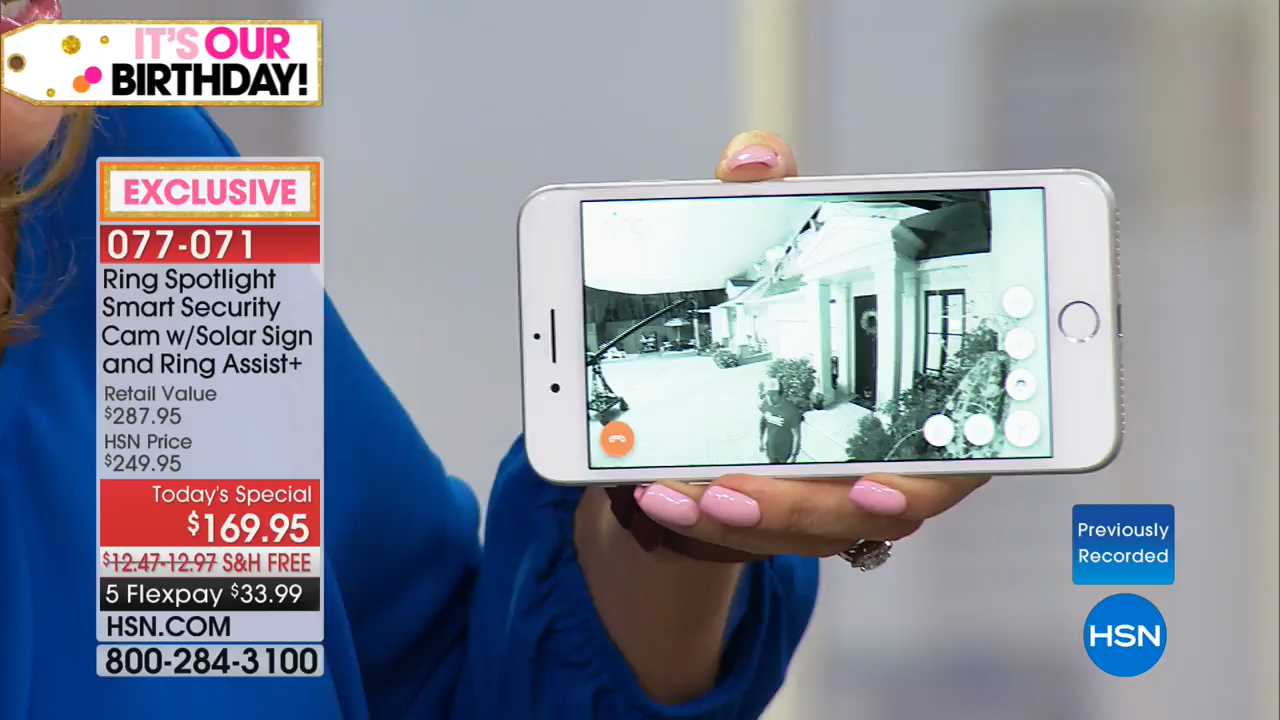 IT'S OUR
BIRTHDAY!
EXCLUSIVE
077-071
Ring Spotlight
Smart Security
Cam w/Solar Sign
and Ring Assist+
Retail Value
$287.95
HSN Price
$249.95
Today's Special
$169.95
$12.47-12.97 S&H FREE
5 Flexpay $33.99
HSN.COM
800-284-3100
Previously
Recorded
HSN